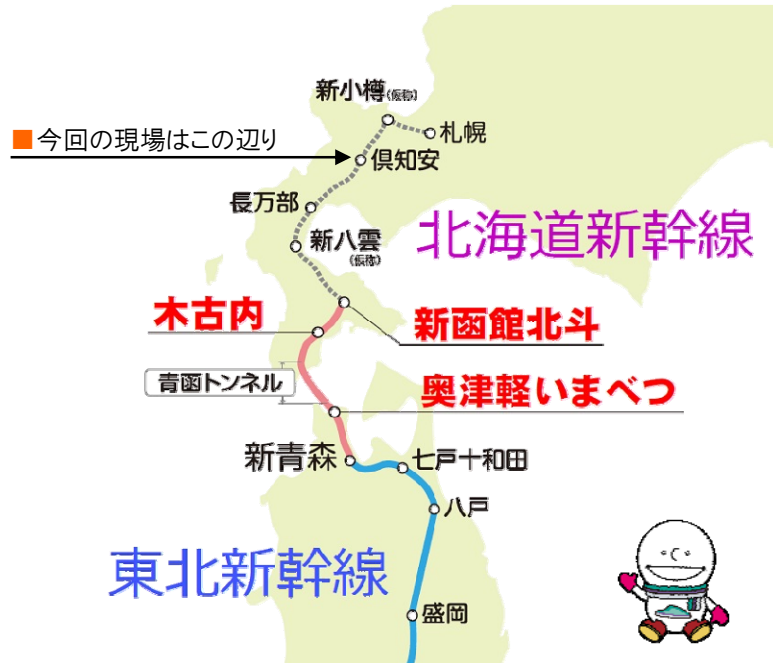 新小樽(仮称)
札幌
■今回の現場はこの辺り
倶知安
長万部
新八雲
(仮称)
北海道新幹線
木古内
新函館北斗
青函トンネル
奥津軽いまべつ
新青森
七戸十和田
八戸
東北新幹線
盛岡